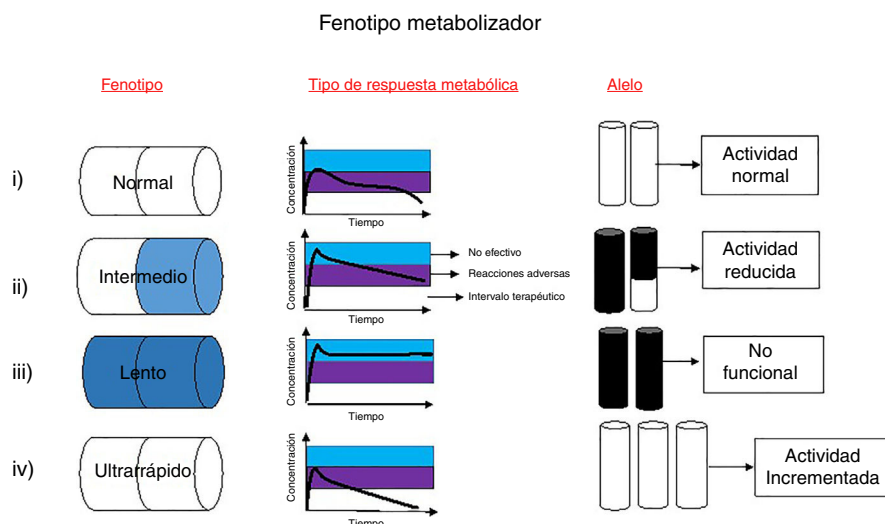 Fenotipo metabolizador
Fenotipo
Tipo de respuesta metabólica
Alelo
i)
Normal
Concentración
Tiempo
Actividad
normal
ii)
Intermedio
Concentración
Tiempo
No efectivo
Reacciones adversas
Intervalo terapéutico
Actividad
reducida
iii)
Lento
Concentración
Tiempo
No
funcional
iv)
Ultrarrápido
Concentración
Tiempo
Actividad
Incrementada